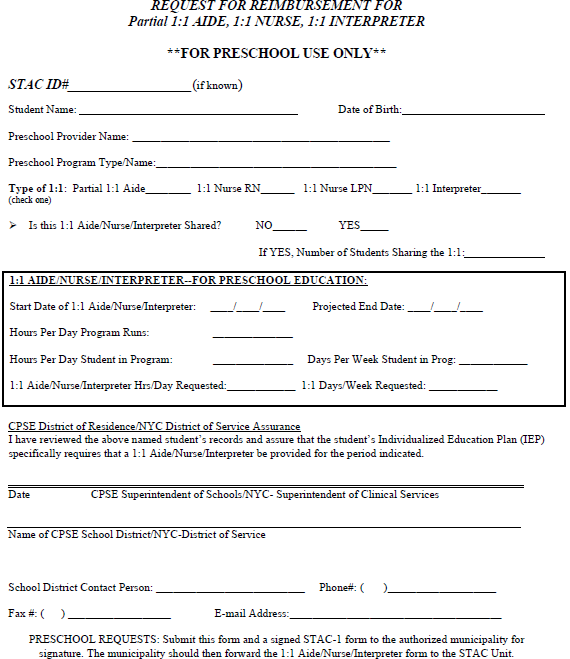 REQUEST FOR REIMBURSEMENT FOR
Partial 1:1 AIDE, 1:1 NURSE, 1:1 INTERPRETER
**FOR PRESCHOOL USE ONLY**
STAC ID#____________________(if known)
Student Name: ________________________________________ Date of Birth:__________________________
Preschool Provider Name: _______________________________________________
Preschool Program Type/Name:____________________________________________
Type of 1:1: Partial 1:1 Aide________ 1:1 Nurse RN______ 1:1 Nurse LPN_______ 1:1 Interpreter_______
(check one)
➢ Is this 1:1 Aide/Nurse/Interpreter Shared? NO______ YES_____
If YES, Number of Students Sharing the 1:1:_______________
1:1 AIDE/NURSE/INTERPRETER--FOR PRESCHOOL EDUCATION:
Start Date of 1:1 Aide/Nurse/Interpreter: ____/____/____ Projected End Date: ____/____/____
Hours Per Day Program Runs: ______________
Hours Per Day Student in Program: ______________ Days Per Week Student in Prog: ____________
1:1 Aide/Nurse/Interpreter Hrs/Day Requested:____________ 1:1 Days/Week Requested: ____________
CPSE District of Residence/NYC District of Service Assurance
I have reviewed the above named student's records and assure that the student's Individualized Education Plan (IEP)
specifically requires that a 1:1 Aide/Nurse/Interpreter be provided for the period indicated.
Date CPSE Superintendent of Schools/NYC- Superintendent of Clinical Services
Name of CPSE School District/NYC-District of Service
School District Contact Person: ___________________________ Phone#: ( )____________________
Fax #: ( ) ___________________ E-mail Address:_______________________________________
PRESCHOOL REQUESTS: Submit this form and a signed STAC-1 form to the authorized municipality for
signature. The municipality should then forward the 1:1 Aide/Nurse/Interpreter form to the STAC Unit.